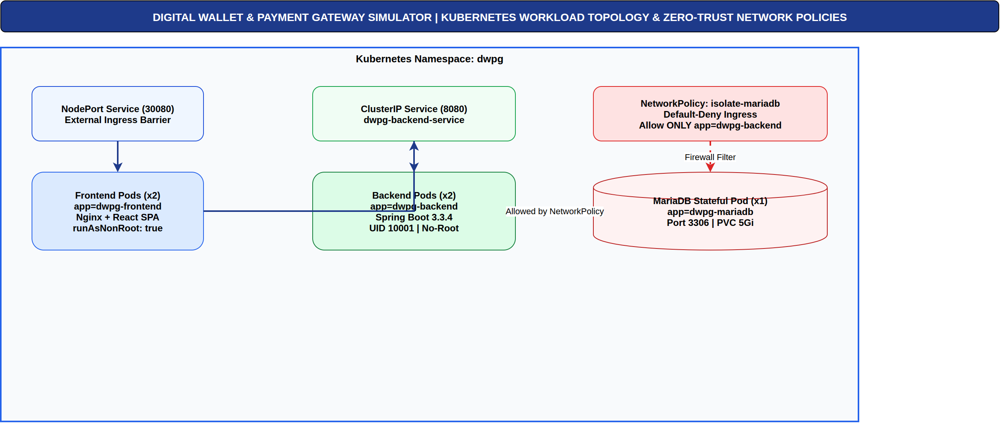 DIGITAL WALLET & PAYMENT GATEWAY SIMULATOR | KUBERNETES WORKLOAD TOPOLOGY & ZERO-TRUST NETWORK POLICIES
Kubernetes Namespace: dwpg
NodePort Service (30080)
External Ingress Barrier
ClusterIP Service (8080)
dwpg-backend-service
NetworkPolicy: isolate-mariadb
Default-Deny Ingress
Allow ONLY app=dwpg-backend
Firewall Filter
Frontend Pods (x2)
app=dwpg-frontend
Nginx + React SPA
runAsNonRoot: true
Backend Pods (x2)
app=dwpg-backend
Spring Boot 3.3.4
UID 10001 | No-Root
Allowed by NetworkPolicy
MariaDB Stateful Pod (x1)
app=dwpg-mariadb
Port 3306 | PVC 5Gi